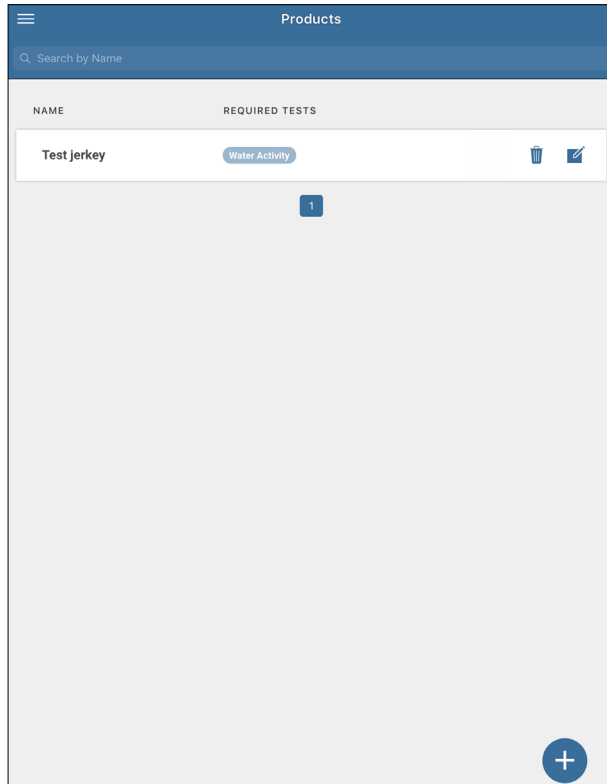 Products
Search by Name
NAME REQUIRED TESTS
Test jerkey Water Activity
1